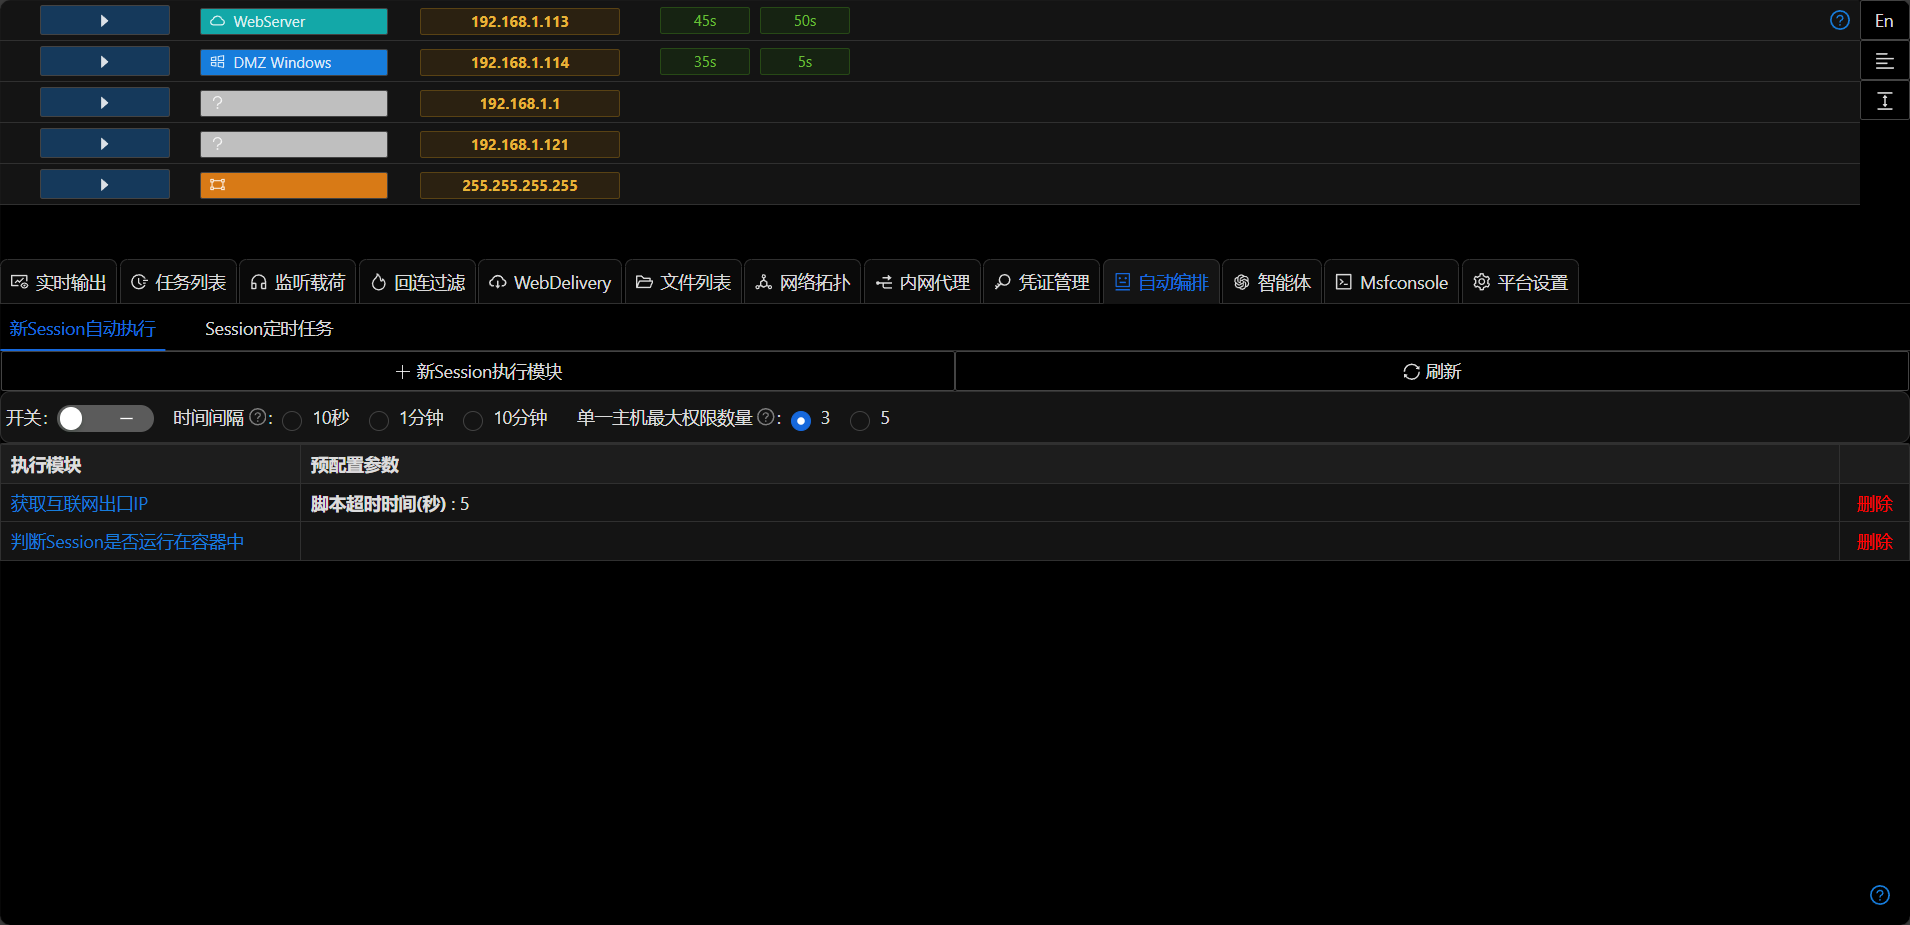 WebServer 192.168.1.113 45s 50s En
DMZ Windows 192.168.1.114 35s 5s
? 192.168.1.1
? 192.168.1.121
255.255.255.255
实时输出 任务列表 监听载荷 回连过滤 WebDelivery 文件列表 网络拓扑 内网代理 凭证管理 自动编排 智能体 Msfconsole 平台设置
新Session自动执行 Session定时任务
新Session执行模块 刷新
开关: 时间间隔 ? : 10秒 1分钟 10分钟 单一主机最大权限数量 ? : 3 5
执行模块 预配置参数
获取互联网出口IP 脚本超时时间(秒) : 5 删除
判断Session是否运行在容器中 删除